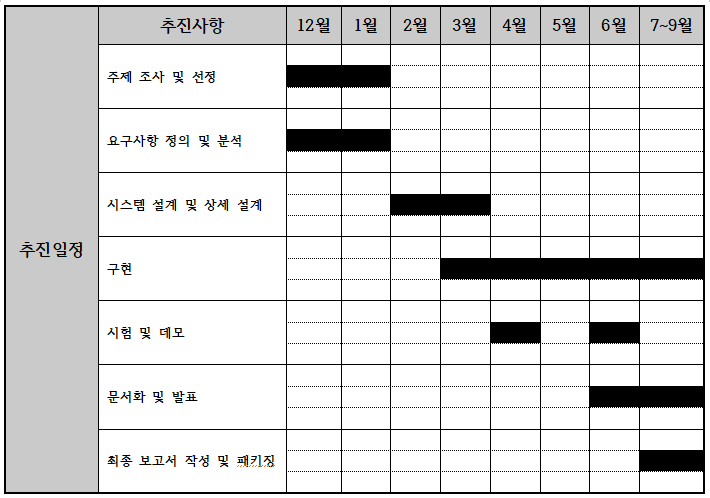 추진사항 12월 1월 2월 3월 4월 5월 6월 7~9월
주제 조사 및 선정
요구사항 정의 및 분석
시스템 설계 및 상세 설계
추진일정
구현
시험 및 데모
문서화 및 발표
최종 보고서 작성 및 패키징